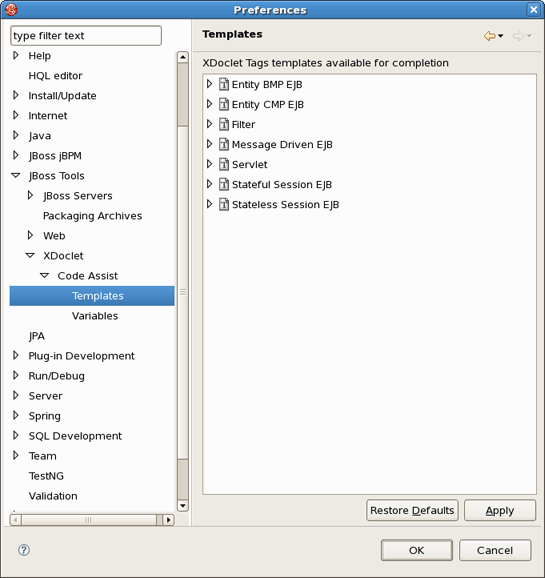 Preferences
type filter text
Help
HQL editor
Install/Update
Internet
Java
JBoss jBPM
JBoss Tools
JBoss Servers
Packaging Archives
Web
XDoclet
Code Assist
Templates
Variables
JPA
Plug-in Development
Run/Debug
Server
Spring
SQL Development
Team
TestNG
Validation
Templates
XDoclet Tags templates available for completion
Entity BMP EJB
Entity CMP EJB
Filter
Message Driven EJB
Servlet
Stateful Session EJB
Stateless Session EJB
Restore Defaults
Apply
OK
Cancel